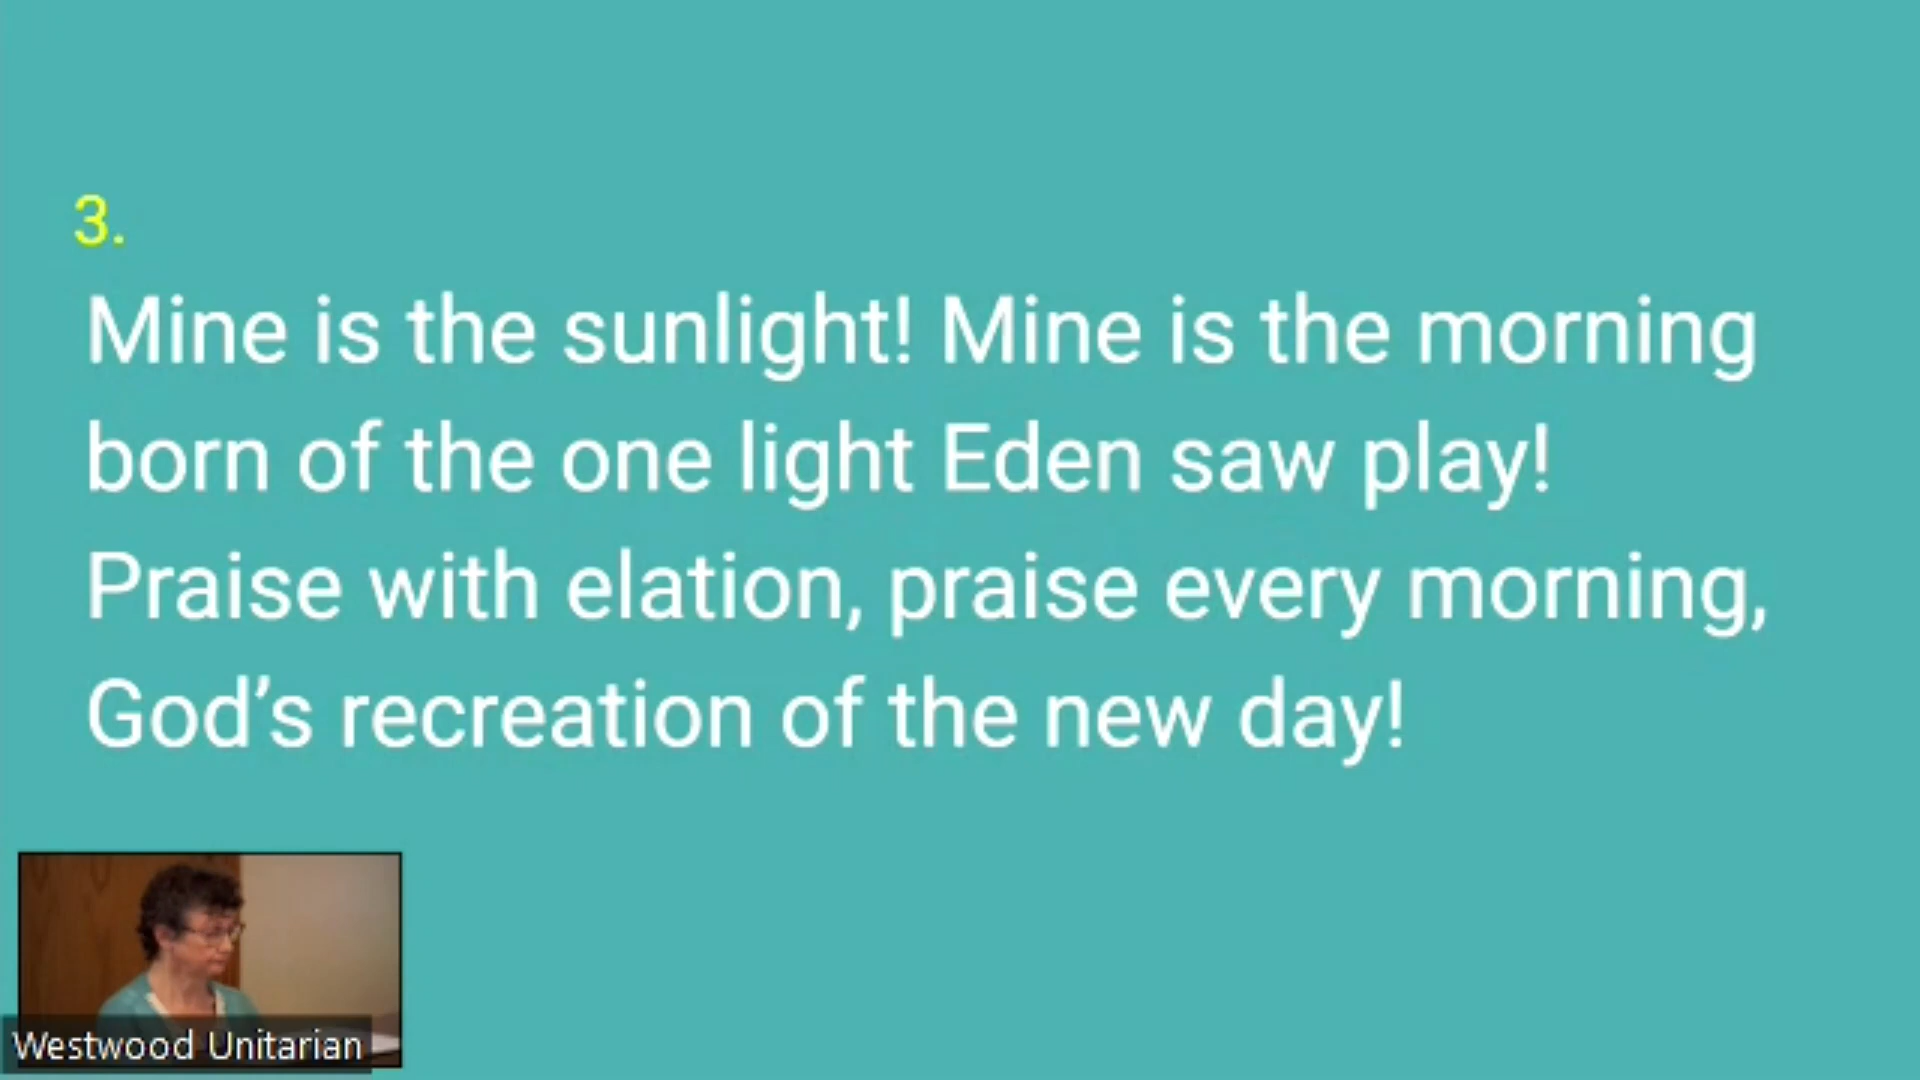 3.
Mine is the sunlight! Mine is the morning
born of the one light Eden saw play!
Praise with elation, praise every morning,
God’s recreation of the new day!
Westwood Unitarian